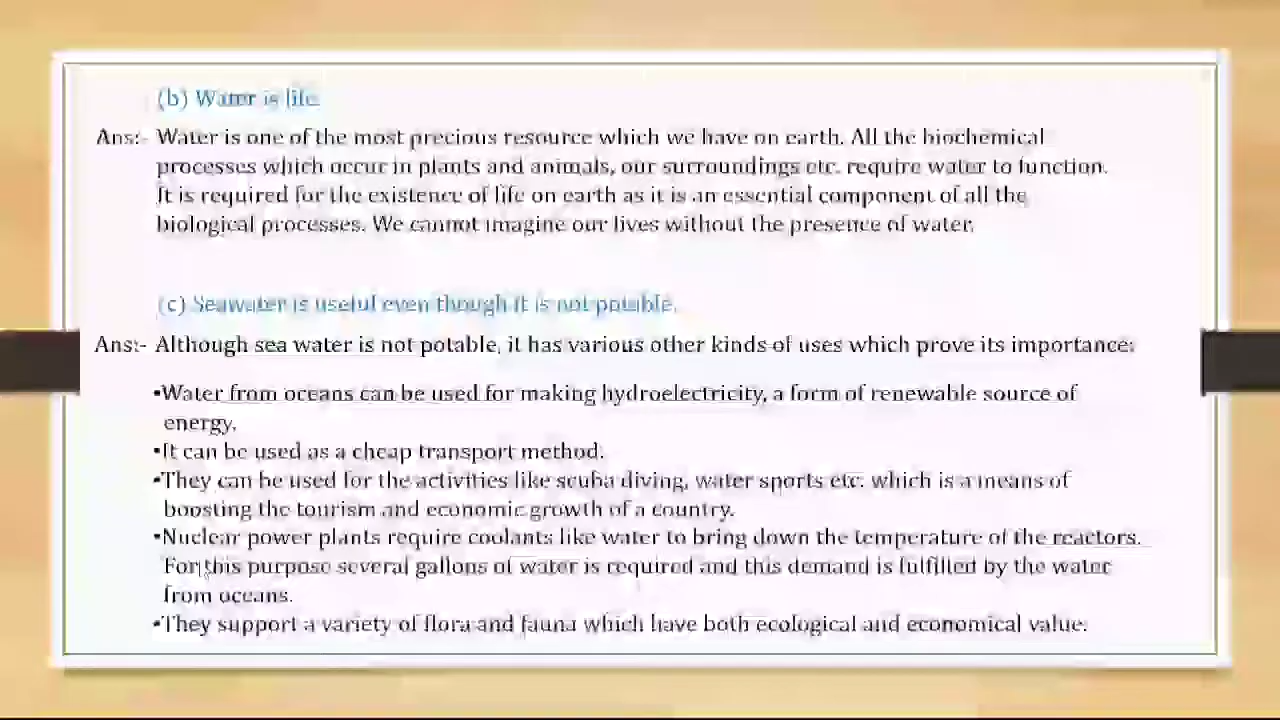 (b) Water is life.
Ans:- Water is one of the most precious resource which we have on earth. All the biochemical
processes which occur in plants and animals, our surroundings etc. require water to function.
It is required for the existence of life on earth as it is an essential component of all the
biological processes. We cannot imagine our lives without the presence of water.
(c) Seawater is useful even though it is not potable.
Ans:- Although sea water is not potable, it has various other kinds of uses which prove its importance:
•Water from oceans can be used for making hydroelectricity, a form of renewable source of
energy.
•It can be used as a cheap transport method.
•They can be used for the activities like scuba diving, water sports etc. which is a means of
boosting the tourism and economic growth of a country.
•Nuclear power plants require coolants like water to bring down the temperature of the reactors.
For this purpose several gallons of water is required and this demand is fulfilled by the water
from oceans.
•They support a variety of flora and fauna which have both ecological and economical value.